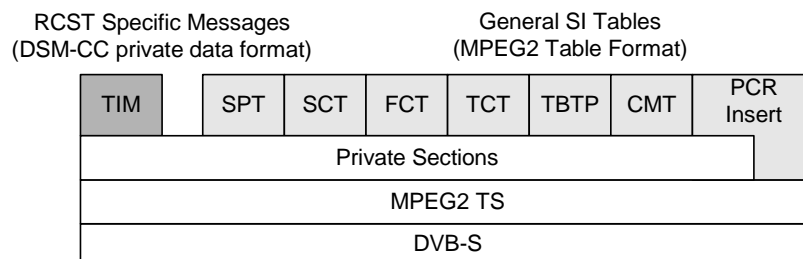 RCST Specific Messages
(DSM-CC private data format)
General SI Tables
(MPEG2 Table Format)
TIM
SPT
SCT
FCT
TCT
TBTP
CMT
PCR
Insert
Private Sections
MPEG2 TS
DVB-S